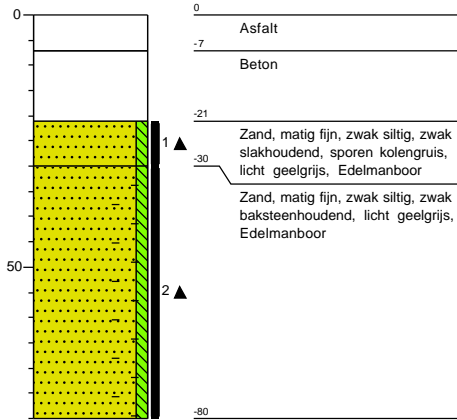 0
50
1
2
0
Asfalt
-7
Beton
-21
Zand, matig fijn, zwak siltig, zwak
slakhoudend, sporen kolengruis,
licht geelgrijs, Edelmanboor
-30
Zand, matig fijn, zwak siltig, zwak
baksteenhoudend, licht geelgrijs,
Edelmanboor
-80